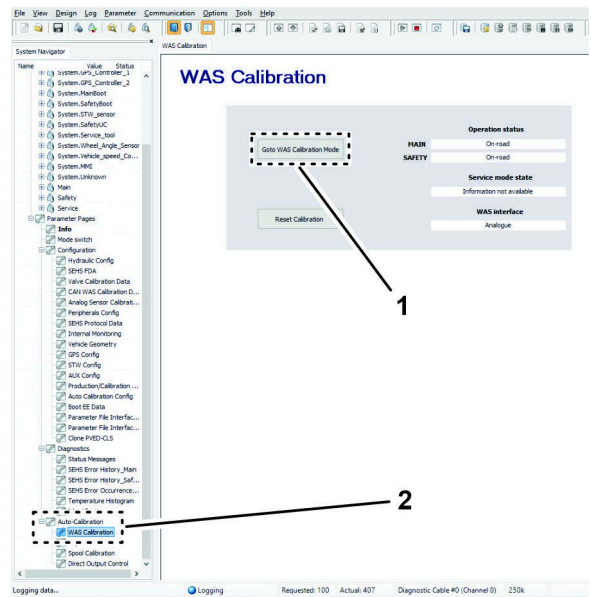 File View Design Log Parameter Communication Options Tools Help
System Navigator
WAS Calibration
Name Value Status
System.GPS_Controller_1
System.GPS_Controller_2
System.MainBoot
System.SafetyBoot
System.STW_sensor
System.SafetyUC
System.Service_tool
System.Wheel_Angle_Sensor
System.Vehicle_speed_Co...
System.MMI
System.Unknown
Main
Safety
Service
Parameter Pages
Info
Mode switch
Configuration
Hydraulic Config
SEHS FDA
Valve Calibration Data
CAN WAS Calibration D...
Analog Sensor Calibrati...
Peripherals Config
SEHS Protocol Data
Internal Monitoring
Vehicle Geometry
GPS Config
STW Config
AUX Config
Production/Calibration ...
Auto Calibration Config
Boot EE Data
Parameter File Interfac...
Parameter File Interfac...
Clone PVED-CLS
Diagnostics
Status Messages
SEHS Error History_Main
SEHS Error History_Saf...
SEHS Error Occurrence...
Temperature Histogram
Auto-Calibration
WAS Calibration
Spool Calibration
Direct Output Control
WAS Calibration
Goto WAS Calibration Mode
Reset Calibration
Operation status
MAIN On-road
SAFETY On-road
Service mode state
Information not available
WAS interface
Analogue
1
2
Logging data... Logging Requested: 100 Actual: 407 Diagnostic Cable #0 (Channel 0) 250k